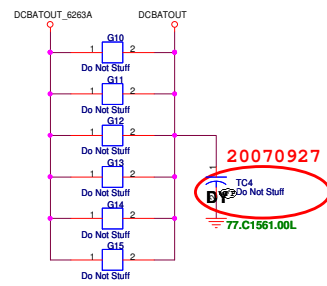 DCBATOUT_6263A DCBATOUT
G10
1 2
Do Not Stuff
G11
1 2
Do Not Stuff
G12
1 2
Do Not Stuff
G13
1 2
Do Not Stuff
G14
1 2
Do Not Stuff
G15
1 2
Do Not Stuff
20070927
1
TC4
Do Not Stuff
DY
77.C1561.00L